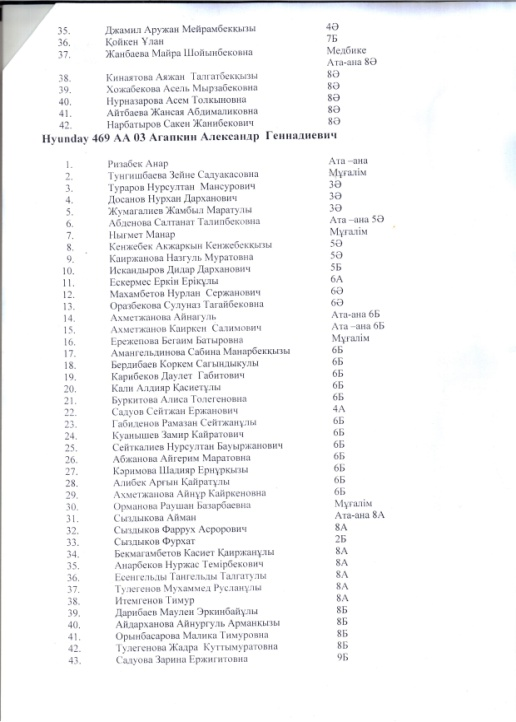 35. Джамил Аружан Мейрамбекқызы 4Ә
36. Қойкен Ұлан 7Б
37. Жанбаева Майра Шойынбековна Медбике
Ата-ана 8Ә
38. Кинаятова Аяжан Талгатбекқызы 8Ә
39. Хожабекова Асель Мырзабековна 8Ә
40. Нурназарова Асем Толкыновна 8Ә
41. Айтбаева Жансая Абдималиковна 8Ә
42. Нарбатыров Сакен Жанибекович 8Ә
Hyunday 469 АА 03 Агапкин Александр Геннадиевич
1. Ризабек Анар Ата –ана
2. Тунгишбаева Зейне Садуакасовна Мұғалім
3. Тураров Нурсултан Мансурович 3Ә
4. Досанов Нурхан Дарханович 3Ә
5. Жумагалиев Жамбыл Маратулы 3Ә
6. Абденова Салтанат Талипбековна Ата –ана 5Ә
7. Ныгмет Манар Мұғалім
8. Кенжебек Акжаркын Кенжебекқызы 5Ә
9. Каиржанова Назгуль Муратовна 5Ә
10. Искандыров Дидар Дарханович 5Б
11. Ескермес Еркін Ерікұлы 6А
12. Махамбетов Нурлан Сержанович 6Ә
13. Оразбекова Сулуназ Тагайбековна 6Ә
14. Ахметжанова Айнагуль Ата-ана 6Б
15. Ахметжанов Каиркен Салимович Ата –ана 6Б
16. Ережепова Бегаим Батыровна Мұғалім
17. Амангельдинова Сабина Манарбекқызы 6Б
18. Бердибаев Коркем Сагындыкулы 6Б
19. Карибеков Даулет Габитович 6Б
20. Кали Алдияр Қасиетұлы 6Б
21. Буркитова Алиса Толегеновна 6Б
22. Садуов Сейтжан Ержанович 4А
23. Габиденов Рамазан Сейтжанұлы 6Б
24. Куанышев Замир Кайратович 6Б
25. Сейткалиев Нурсултан Бауыржанович 6Б
26. Абжанова Айгерим Маратовна 6Б
27. Кәримова Шадияр Ернұрқызы 6Б
28. Алибек Арғын Қайратұлы 6Б
29. Ахметжанова Айнұр Кайркеновна 6Б
30. Орманова Раушан Базарбаевна Мұғалім
31. Сыздыкова Айман Ата-ана 8А
32. Сыздыков Фаррух Асрорович 8А
33. Сыздыков Фурхат 2Б
34. Бекмагамбетов Касиет Қаиржанұлы 8А
35. Анарбеков Нуржас Темірбекович 8А
36. Есенгельды Тангельды Талгатулы 8А
37. Тулегенов Мухаммед Русланұлы 8А
38. Итемгенов Тимур 8А
39. Дарибаев Маулен Эркинбайұлы 8Б
40. Айдарханова Айнургуль Арманкызы 8Б
41. Орынбасарова Малика Тимуровна 8Б
42. Тулегенова Жадра Куттымуратовна 8Б
43. Садуова Зарина Ержигитовна 9Б